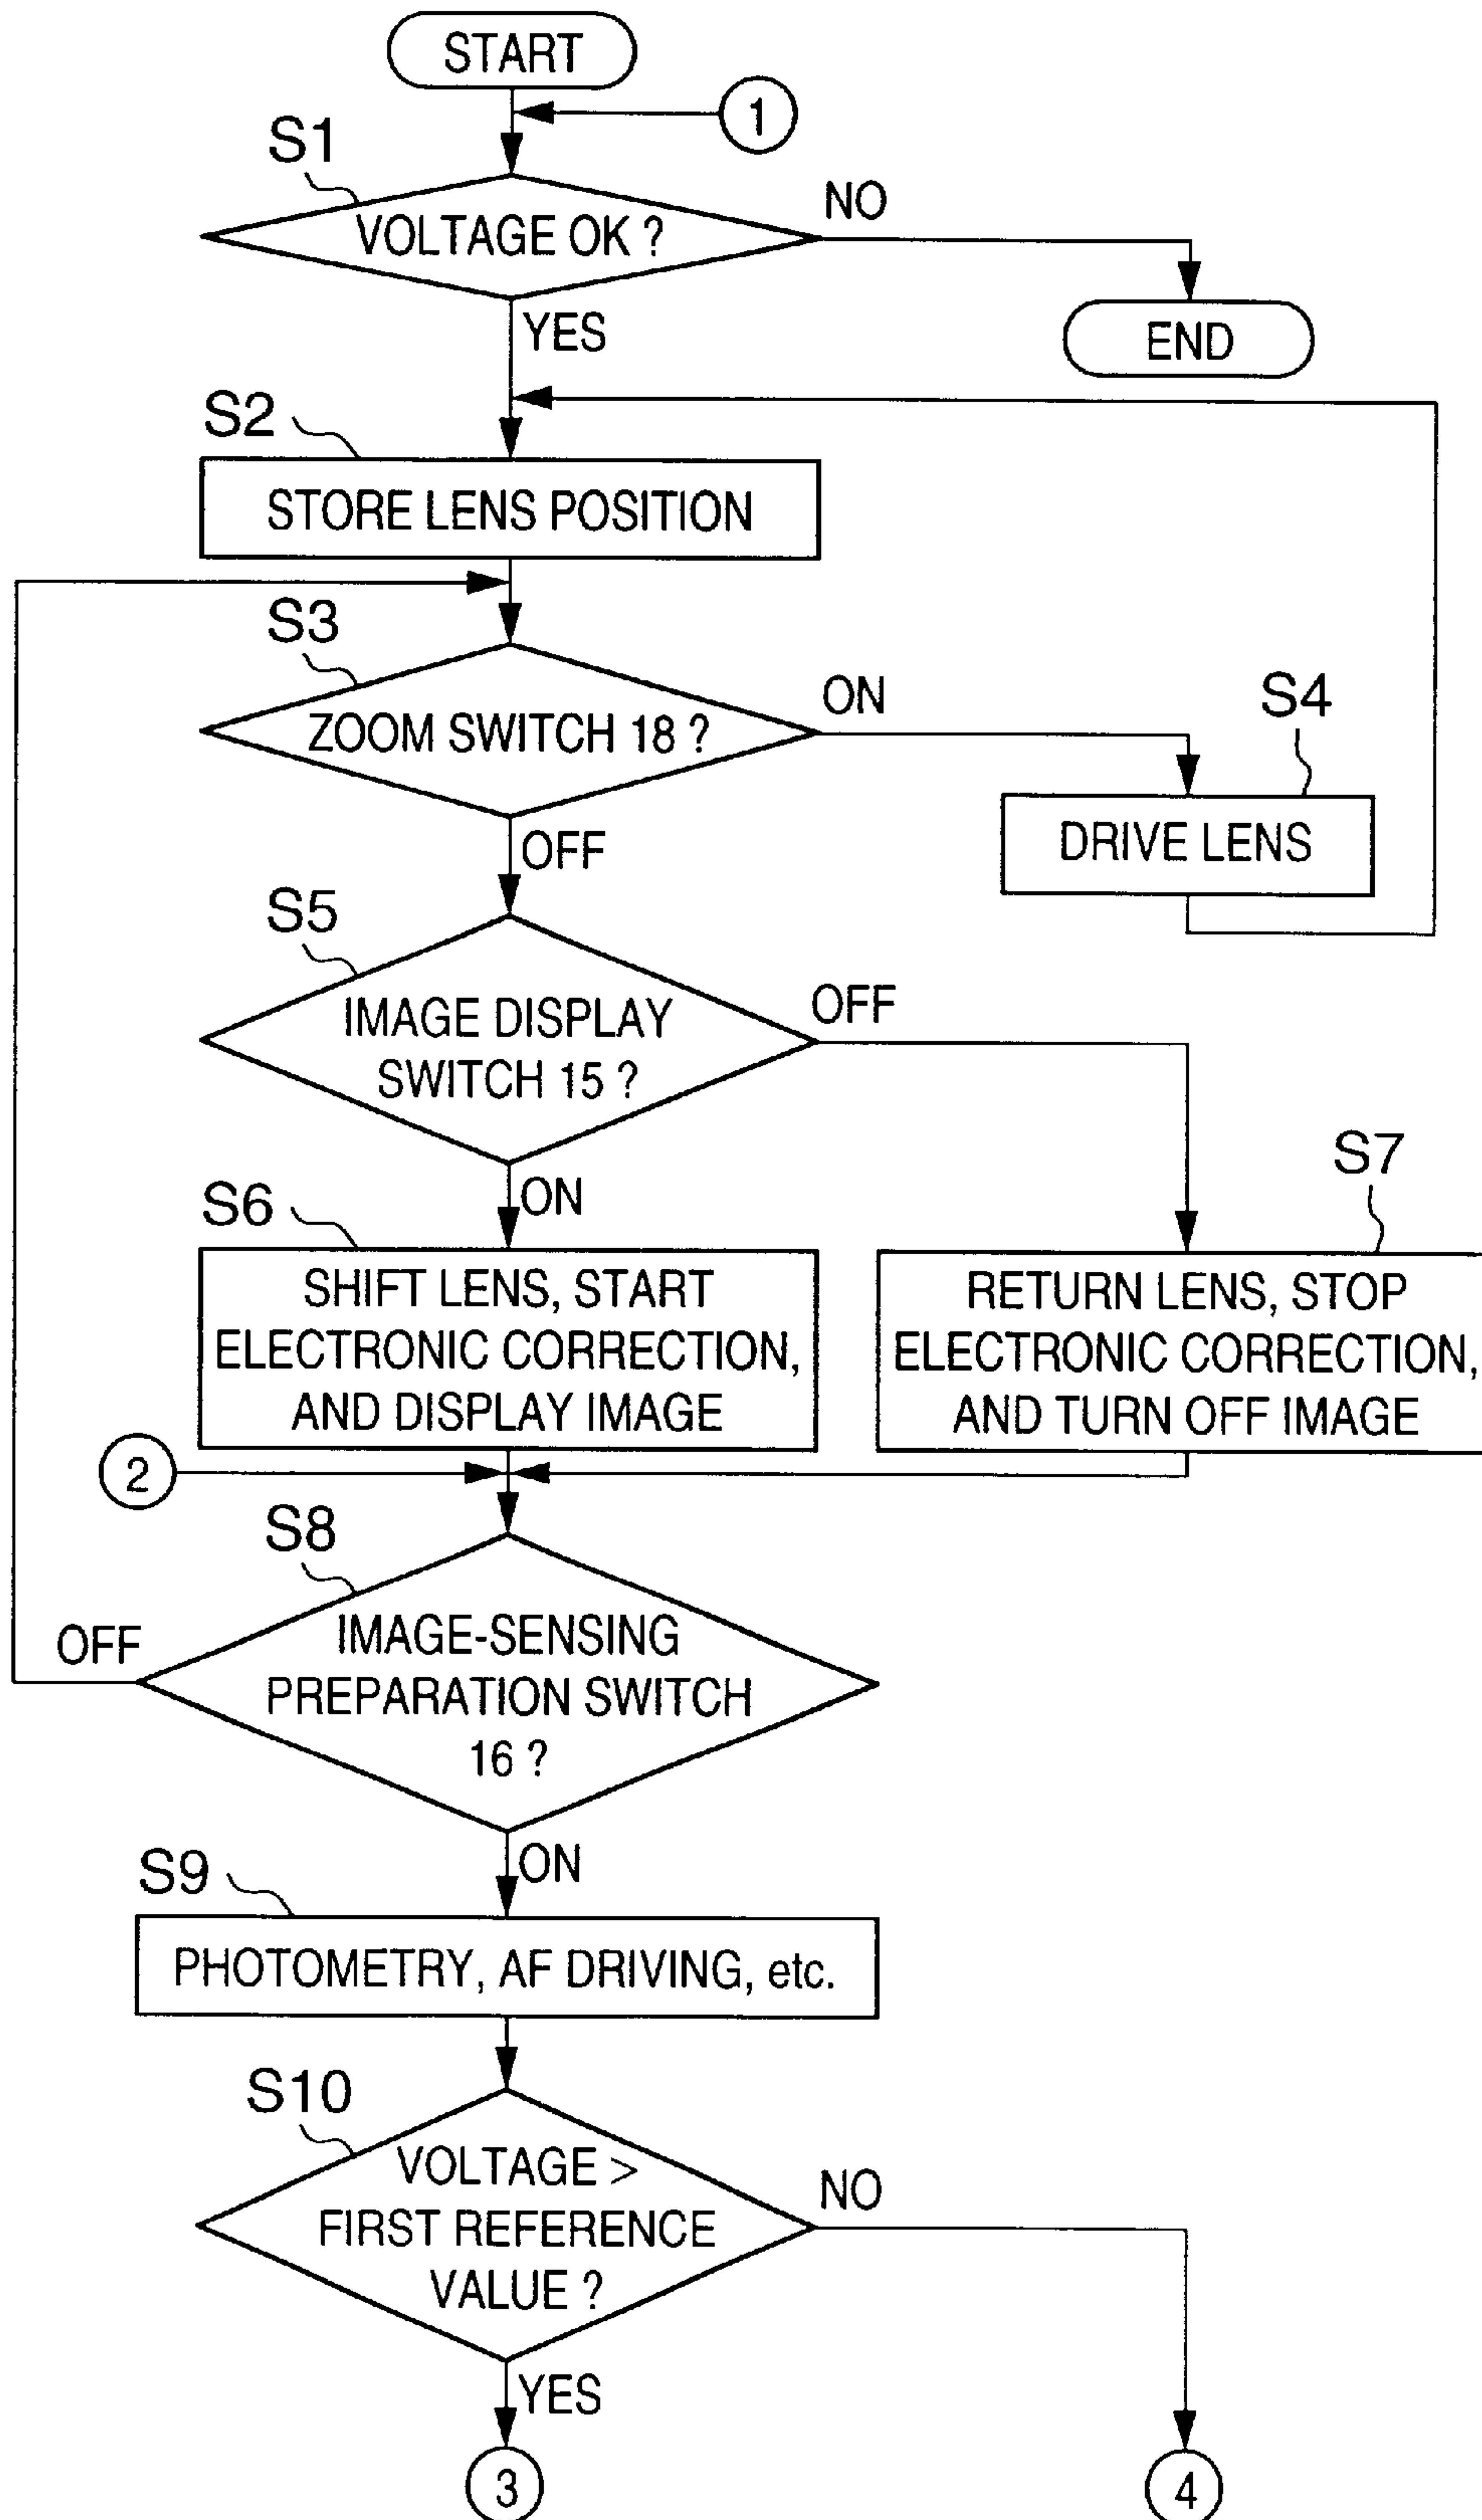 START
1
S1
VOLTAGE OK ?
NO
YES
END
S2
STORE LENS POSITION
S3
ZOOM SWITCH 18 ?
ON
S4
DRIVE LENS
OFF
S5
IMAGE DISPLAY
SWITCH 15 ?
OFF
ON
S6
SHIFT LENS, START
ELECTRONIC CORRECTION,
AND DISPLAY IMAGE
S7
RETURN LENS, STOP
ELECTRONIC CORRECTION,
AND TURN OFF IMAGE
2
S8
IMAGE-SENSING
PREPARATION SWITCH
16 ?
OFF
ON
S9
PHOTOMETRY, AF DRIVING, etc.
S10
VOLTAGE >
FIRST REFERENCE
VALUE ?
NO
YES
3
4